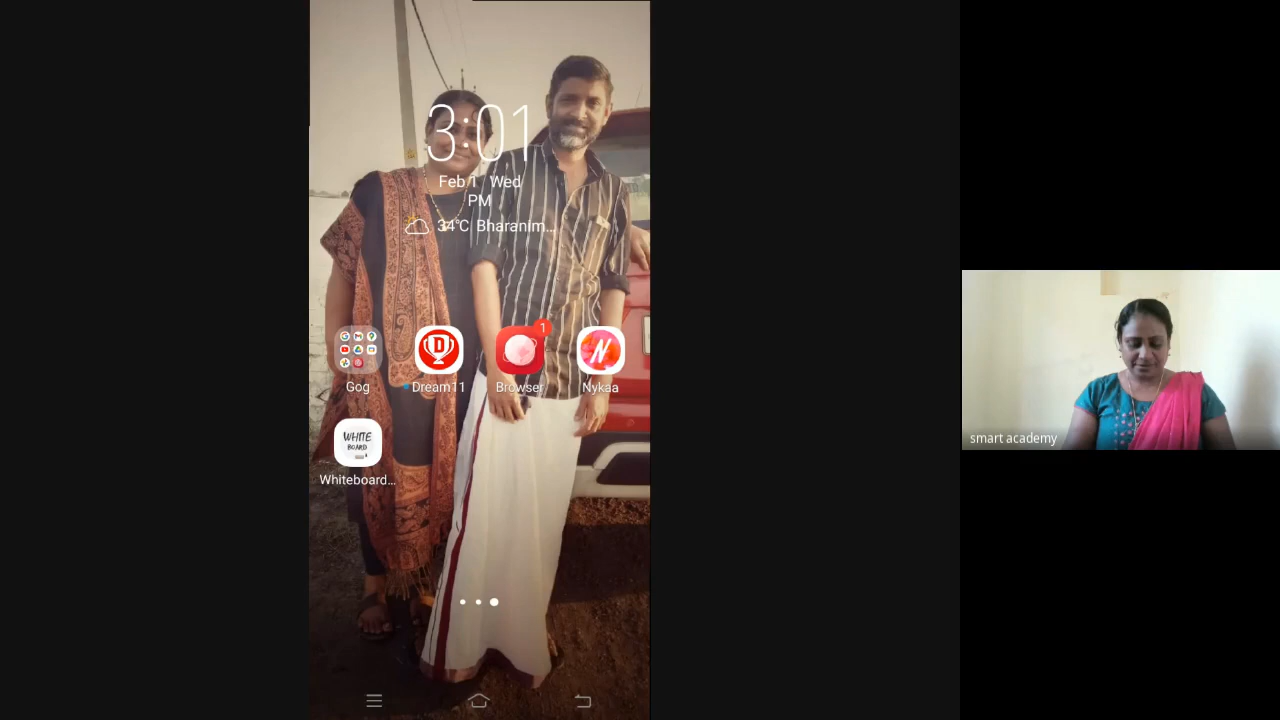 3:01
Feb 1 Wed
PM
34°C Bharanim...
1
D
N
Gog
Dream11
Browser
Nykaa
WHITE
BOARD
Whiteboard...
smart academy